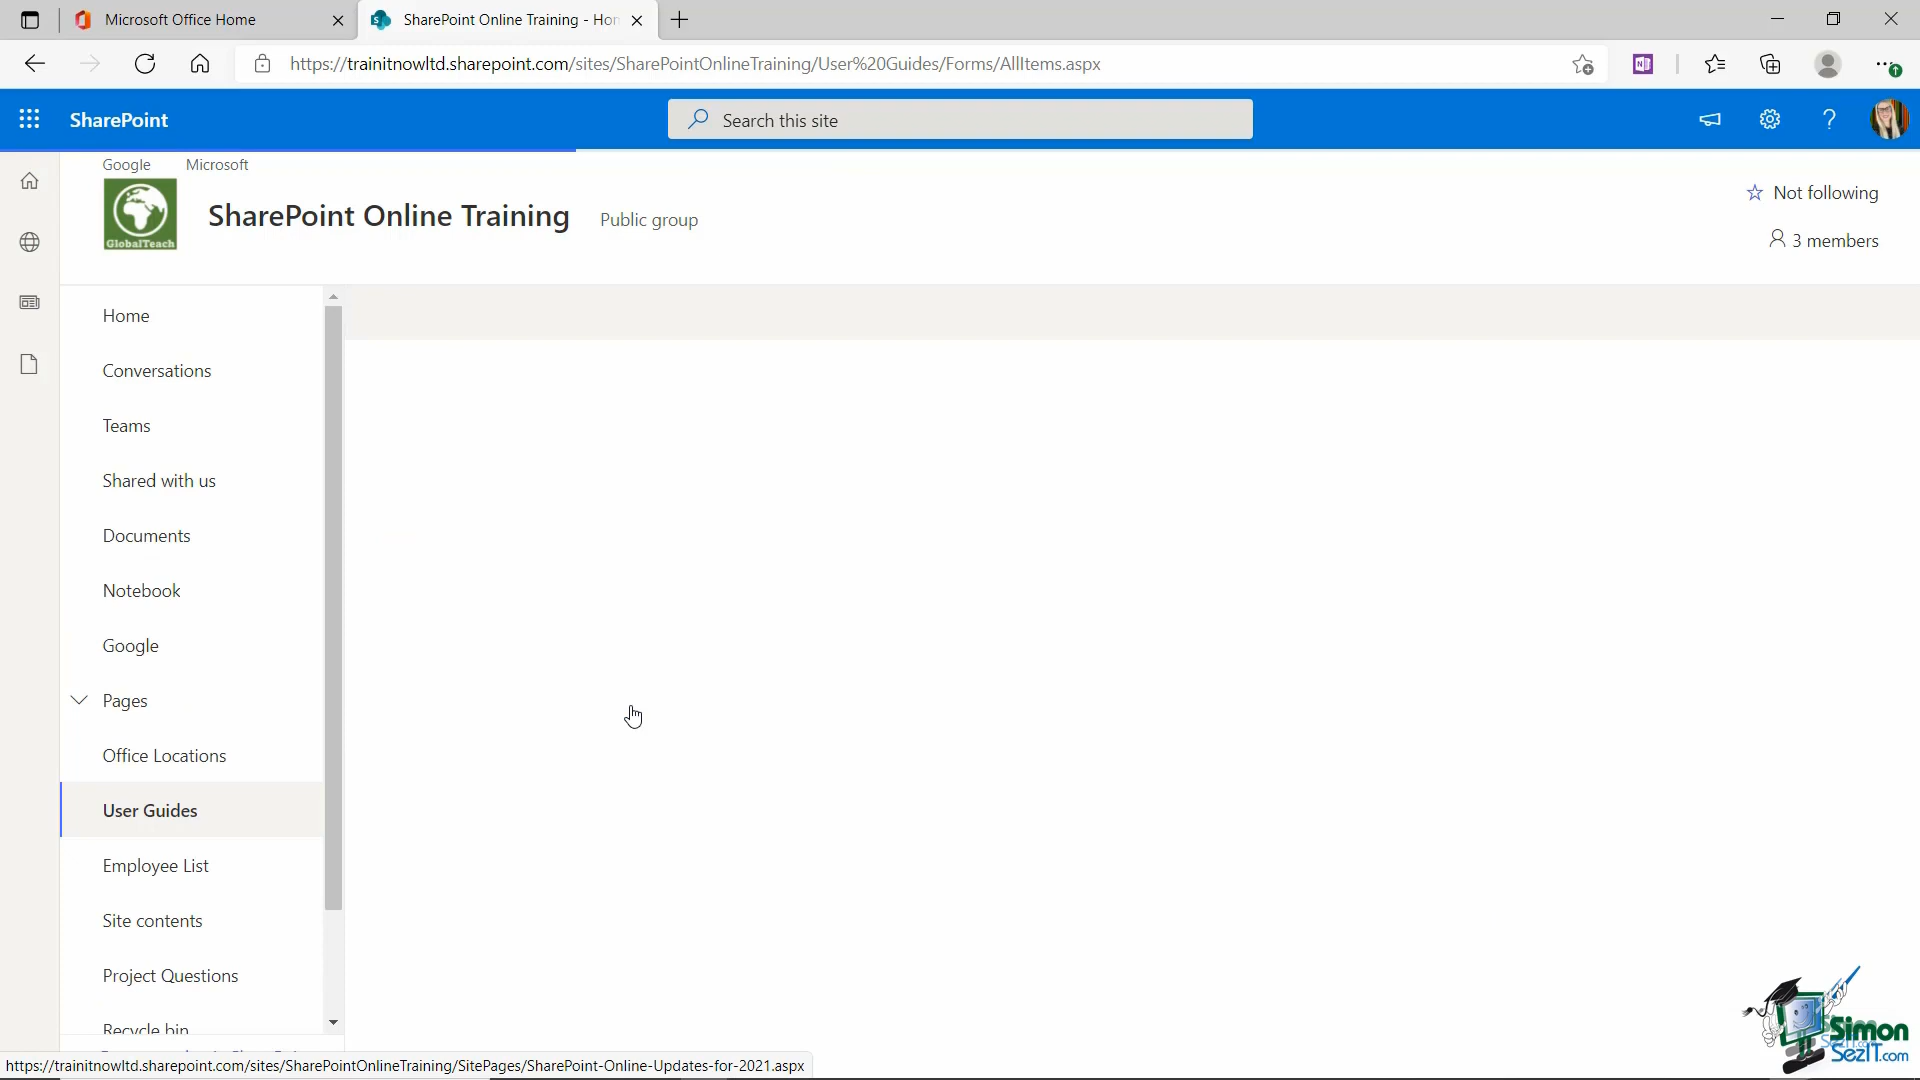 Microsoft Office Home
SharePoint Online Training - Hor
https://trainitnowltd.sharepoint.com/sites/SharePointOnlineTraining/User%20Guides/Forms/AllItems.aspx
SharePoint
Search this site
Google
Microsoft
GlobalTeach
SharePoint Online Training
Public group
Not following
3 members
Home
Conversations
Teams
Shared with us
Documents
Notebook
Google
Pages
Office Locations
User Guides
Employee List
Site contents
Project Questions
Recycle bin
https://trainitnowltd.sharepoint.com/sites/SharePointOnlineTraining/SitePages/SharePoint-Online-Updates-for-2021.aspx
Simon
SezIT.com